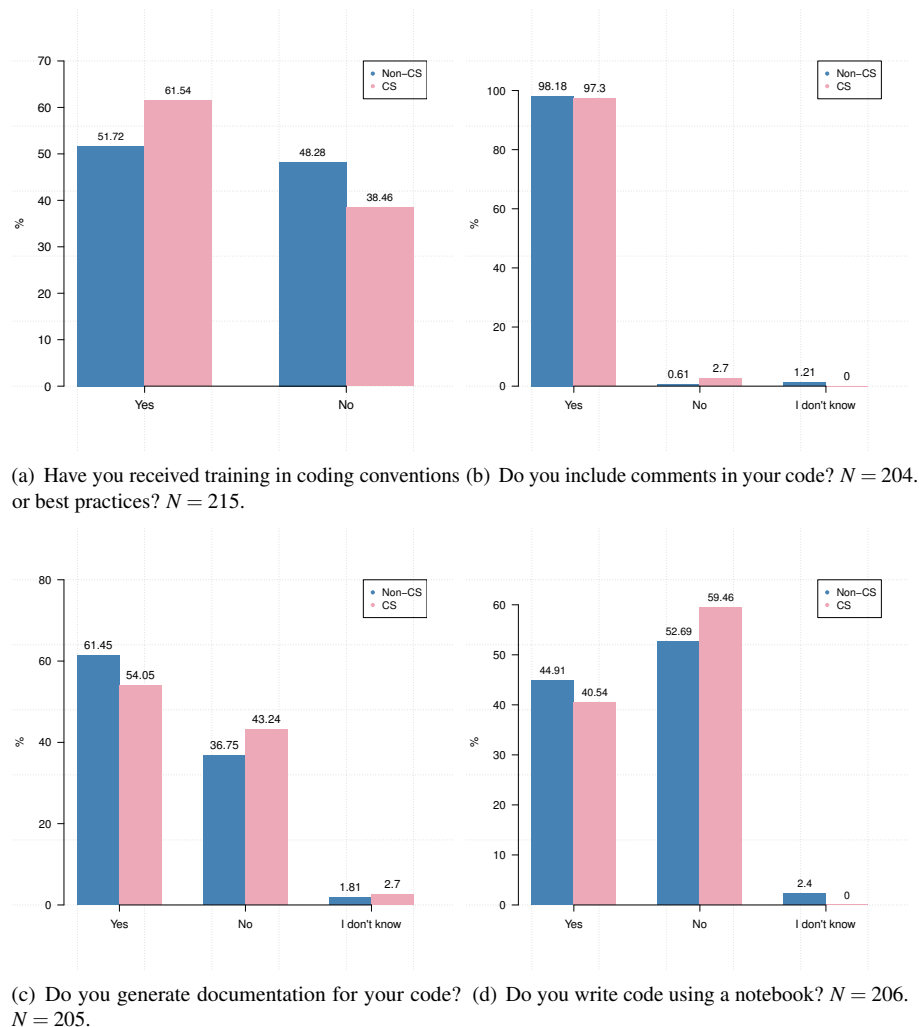 70
60
50
40
30
20
10
0
%
Non-CS
CS
51.72
61.54
48.28
38.46
Yes
No
100
80
60
40
20
0
%
Non-CS
CS
98.18
97.3
0.61
2.7
1.21
0
Yes
No
I don't know
(a) Have you received training in coding conventions
or best practices? N = 215.
(b) Do you include comments in your code? N = 204.
80
60
40
20
0
%
Non-CS
CS
61.45
54.05
36.75
43.24
1.81
2.7
Yes
No
I don't know
60
50
40
30
20
10
0
%
Non-CS
CS
44.91
40.54
52.69
59.46
2.4
0
Yes
No
I don't know
(c) Do you generate documentation for your code?
N = 205.
(d) Do you write code using a notebook? N = 206.